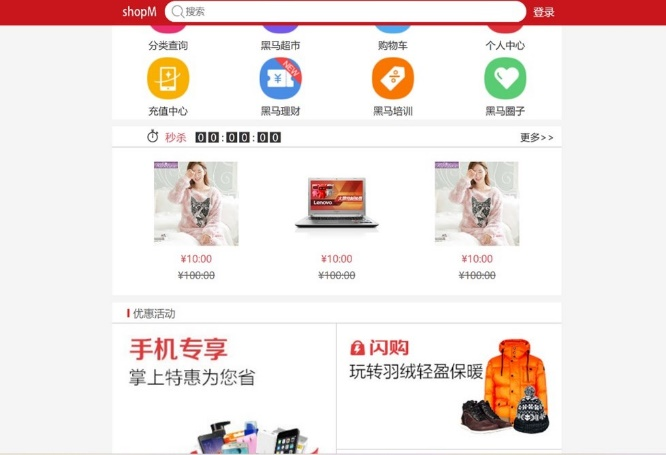 shopM 搜索 登录
分类查询 黑马超市 购物车 个人中心
NEW
充值中心 黑马理财 黑马培训 黑马圈子
秒杀 00:00:00 更多>>
Lenovo
¥10:00 ¥10:00 ¥10:00
¥100:00 ¥100:00 ¥100:00
优惠活动
手机专享
掌上特惠为您省
闪购
玩转羽绒轻盈保暖